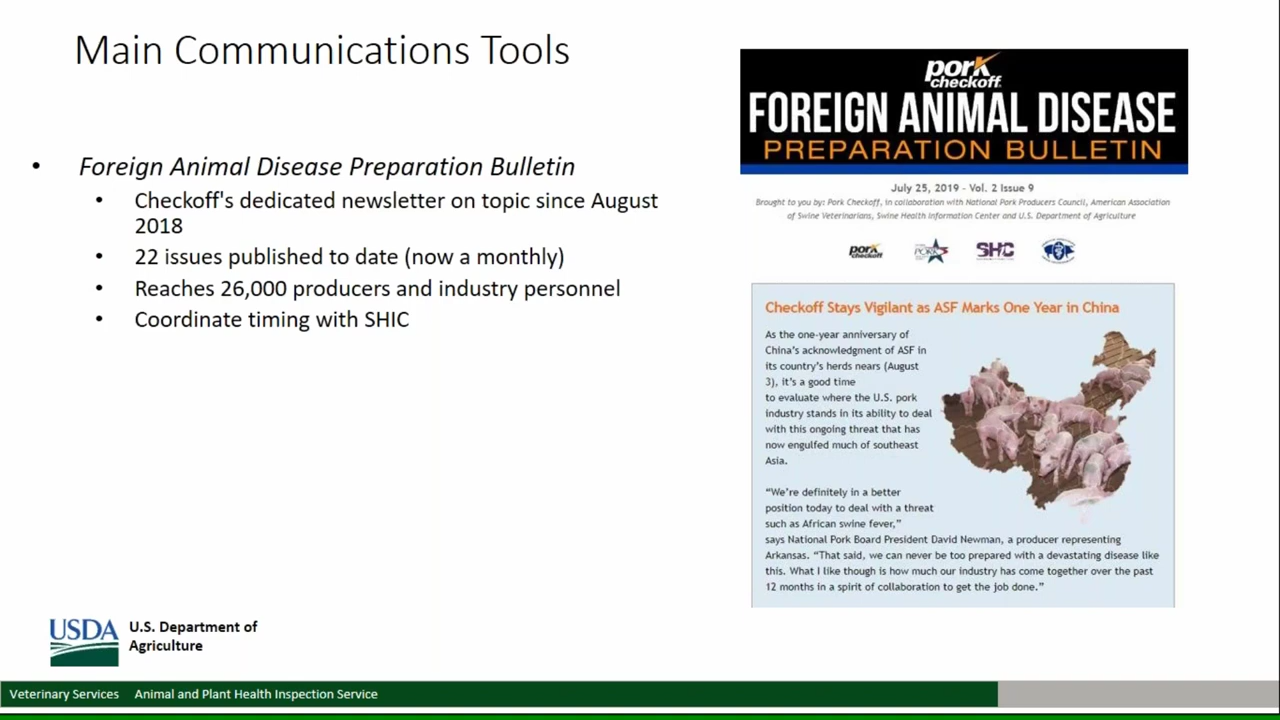 Main Communications Tools
• Foreign Animal Disease Preparation Bulletin
• Checkoff's dedicated newsletter on topic since August
2018
• 22 issues published to date (now a monthly)
• Reaches 26,000 producers and industry personnel
• Coordinate timing with SHIC
pork
checkoff.
FOREIGN ANIMAL DISEASE
PREPARATION BULLETIN
July 25, 2019 - Vol. 2 Issue 9
Brought to you by: Pork Checkoff, in collaboration with National Pork Producers Council, American Association
of Swine Veterinarians, Swine Health Information Center and U.S. Department of Agriculture
pork
checkoff
PORK
SHC
Checkoff Stays Vigilant as ASF Marks One Year in China
As the one-year anniversary of
China's acknowledgment of ASF in
its country's herds nears (August
3), it's a good time
to evaluate where the U.S. pork
industry stands in its ability to deal
with this ongoing threat that has
now engulfed much of southeast
Asia.
"We're definitely in a better
position today to deal with a threat
such as African swine fever,"
says National Pork Board President David Newman, a producer representing
Arkansas. "That said, we can never be too prepared with a devastating disease like
this. What I like though is how much our industry has come together over the past
12 months in a spirit of collaboration to get the job done."
USDA
U.S. Department of
Agriculture
Veterinary Services Animal and Plant Health Inspection Service